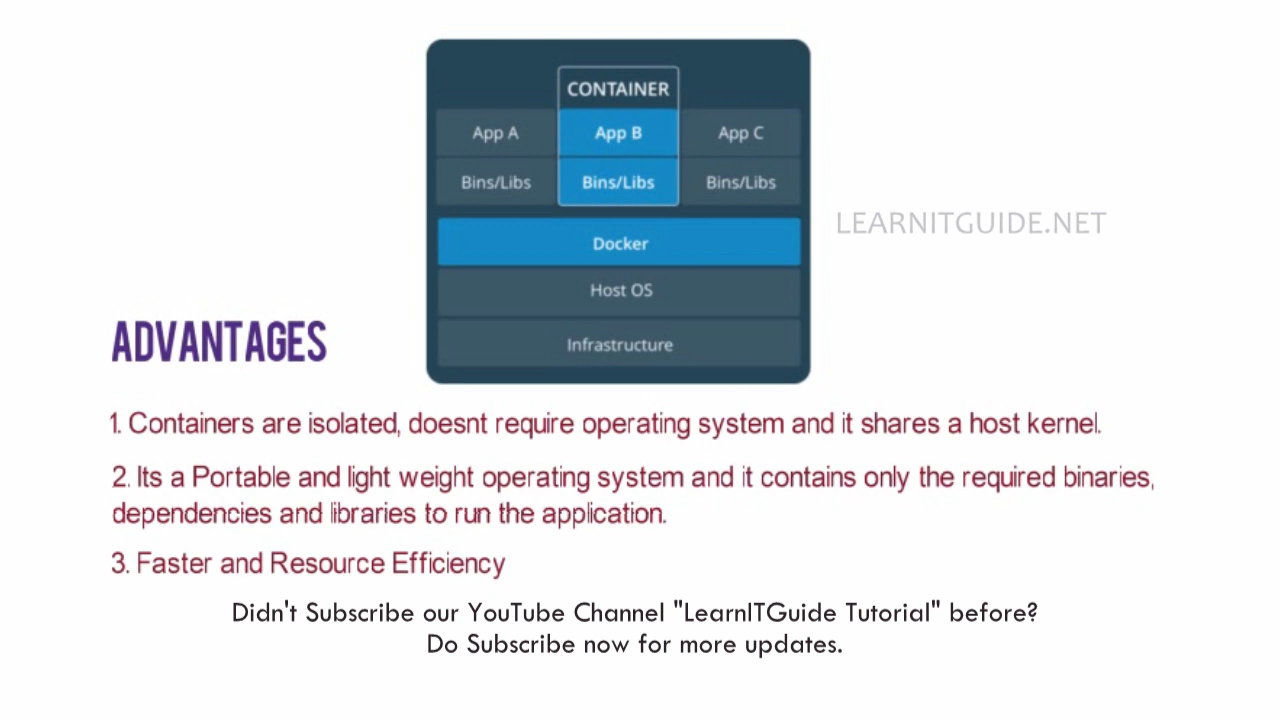 CONTAINER
App A App B App C
Bins/Libs Bins/Libs Bins/Libs
LEARNITGUIDE.NET
Docker
Host OS
Infrastructure
ADVANTAGES
1. Containers are isolated, doesnt require operating system and it shares a host kernel.
2. Its a Portable and light weight operating system and it contains only the required binaries,
dependencies and libraries to run the application.
3. Faster and Resource Efficiency
Didn't Subscribe our YouTube Channel "LearnITGuide Tutorial" before?
Do Subscribe now for more updates.